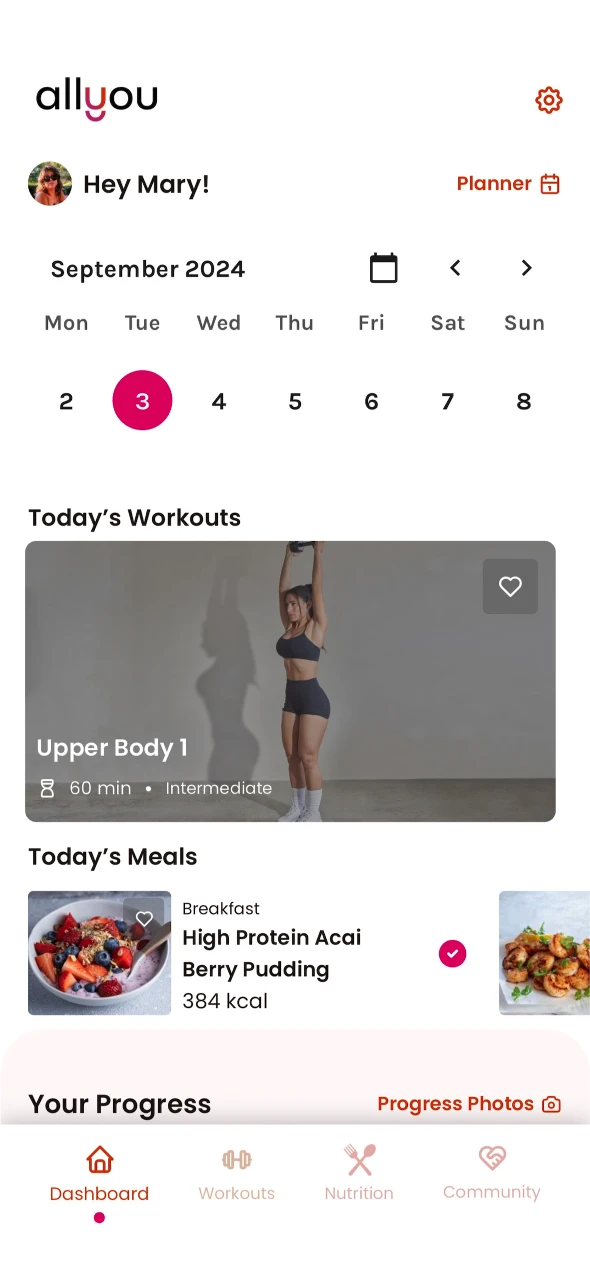 allyou
Hey Mary!
Planner
September 2024
Mon Tue Wed Thu Fri Sat Sun
2 3 4 5 6 7 8
Today’s Workouts
Upper Body 1
60 min • Intermediate
Today’s Meals
Breakfast
High Protein Acai
Berry Pudding
384 kcal
Your Progress
Progress Photos
Dashboard Workouts Nutrition Community